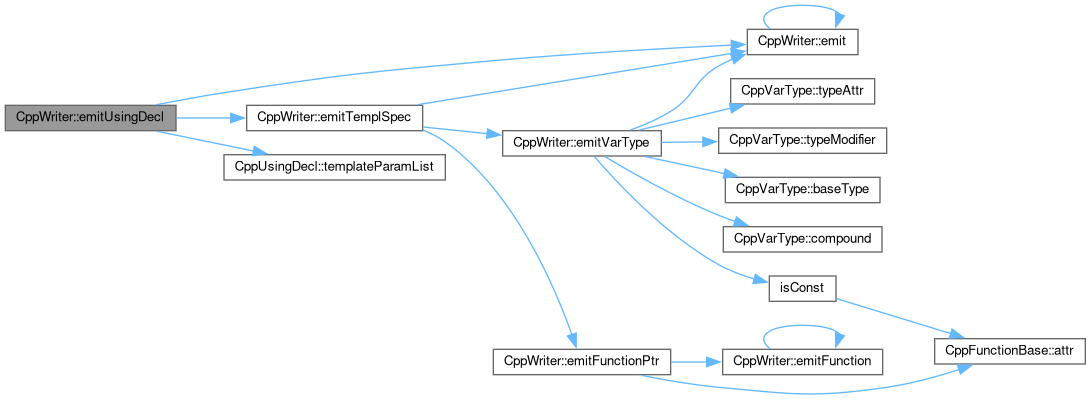 CppWriter::emit
CppVarType::typeAttr
CppWriter::emitUsingDecl
CppWriter::emitTemplSpec
CppWriter::emitVarType
CppVarType::typeModifier
CppUsingDecl::templateParamList
CppVarType::baseType
CppVarType::compound
isConst
CppFunctionBase::attr
CppWriter::emitFunctionPtr
CppWriter::emitFunction